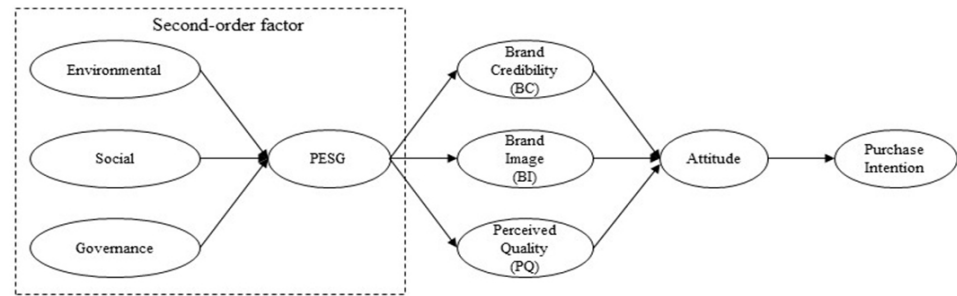 Second-order factor
Environmental
Social
Governance
PESG
Brand
Credibility
(BC)
Brand
Image
(BI)
Perceived
Quality
(PQ)
Attitude
Purchase
Intention